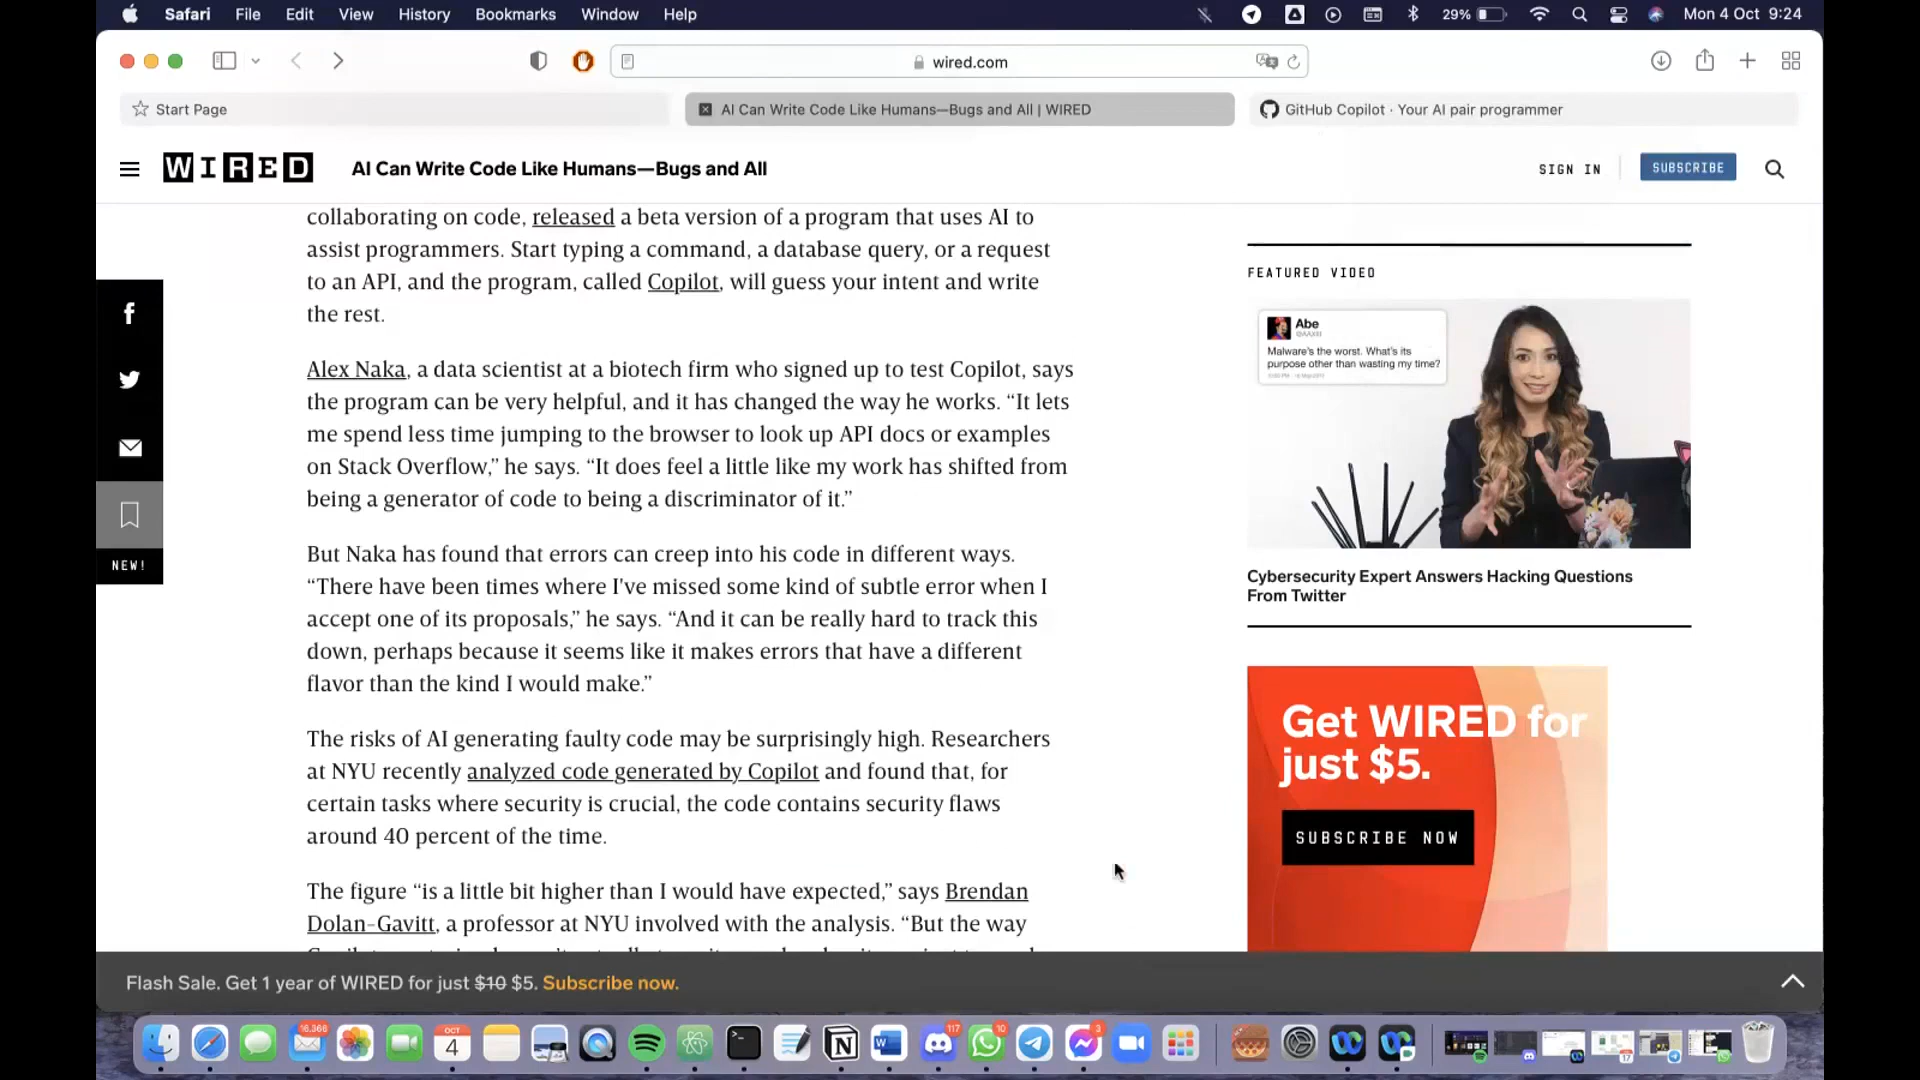 Safari File Edit View History Bookmarks Window Help 29% Mon 4 Oct 9:24
wired.com
Start Page
AI Can Write Code Like Humans—Bugs and All | WIRED
GitHub Copilot · Your AI pair programmer
WIRED
AI Can Write Code Like Humans—Bugs and All
SIGN IN
SUBSCRIBE
NEW!
collaborating on code, released a beta version of a program that uses AI to
assist programmers. Start typing a command, a database query, or a request
to an API, and the program, called Copilot, will guess your intent and write
the rest.
Alex Naka, a data scientist at a biotech firm who signed up to test Copilot, says
the program can be very helpful, and it has changed the way he works. “It lets
me spend less time jumping to the browser to look up API docs or examples
on Stack Overflow,” he says. “It does feel a little like my work has shifted from
being a generator of code to being a discriminator of it.”
But Naka has found that errors can creep into his code in different ways.
“There have been times where I've missed some kind of subtle error when I
accept one of its proposals,” he says. “And it can be really hard to track this
down, perhaps because it seems like it makes errors that have a different
flavor than the kind I would make.”
The risks of AI generating faulty code may be surprisingly high. Researchers
at NYU recently analyzed code generated by Copilot and found that, for
certain tasks where security is crucial, the code contains security flaws
around 40 percent of the time.
The figure “is a little bit higher than I would have expected,” says Brendan
Dolan-Gavitt, a professor at NYU involved with the analysis. “But the way
FEATURED VIDEO
Abe
Malware's the worst. What's its
purpose other than wasting my time?
Cybersecurity Expert Answers Hacking Questions
From Twitter
Get WIRED for
just $5.
SUBSCRIBE NOW
Flash Sale. Get 1 year of WIRED for just $10 $5. Subscribe now.
16.366
OCT
4
117
10
3
17